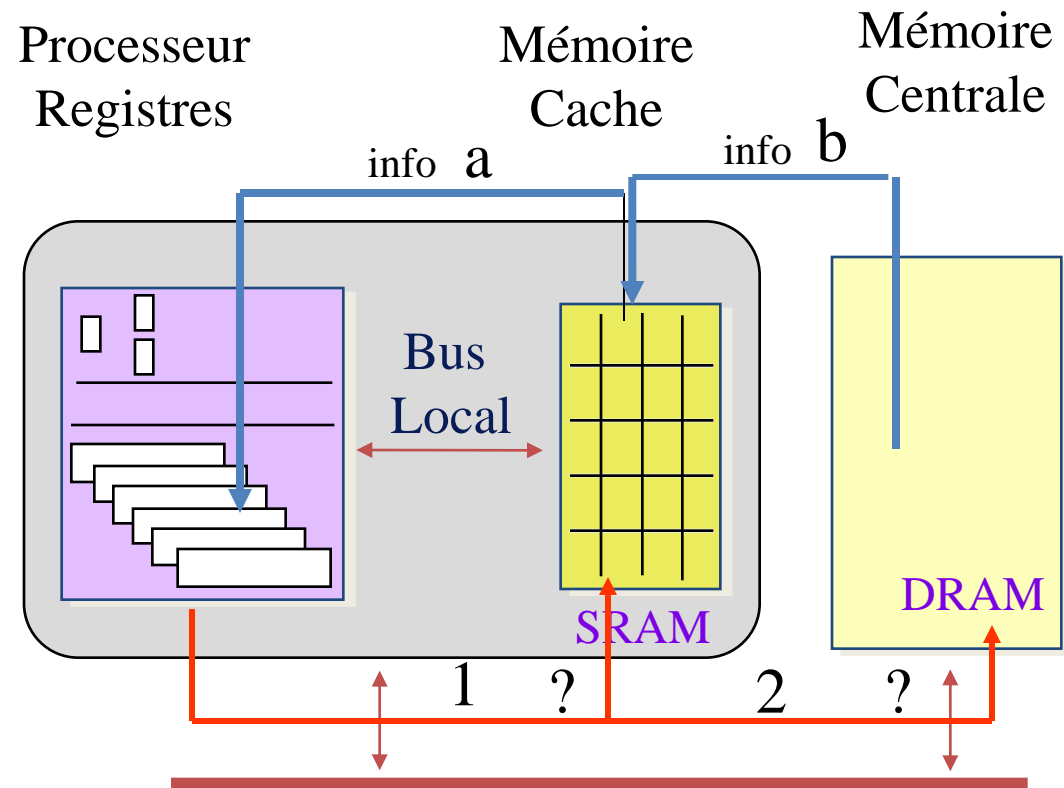 Processeur
Registres
Mémoire
Cache
Mémoire
Centrale
info a
info b
Bus
Local
SRAM
DRAM
1 ?
2 ?